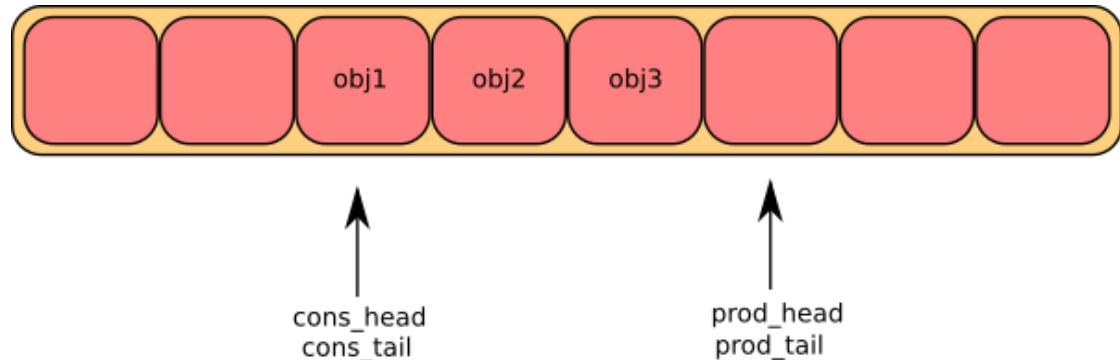 obj1 obj2 obj3
cons_head
cons_tail
prod_head
prod_tail